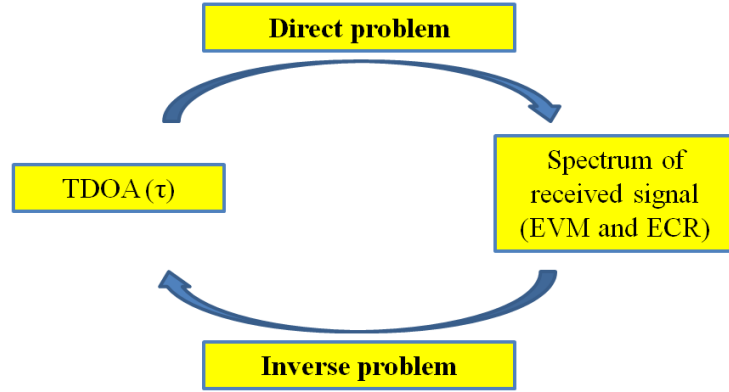 Direct problem
TDOA (τ)
Spectrum of
received signal
(EVM and ECR)
Inverse problem